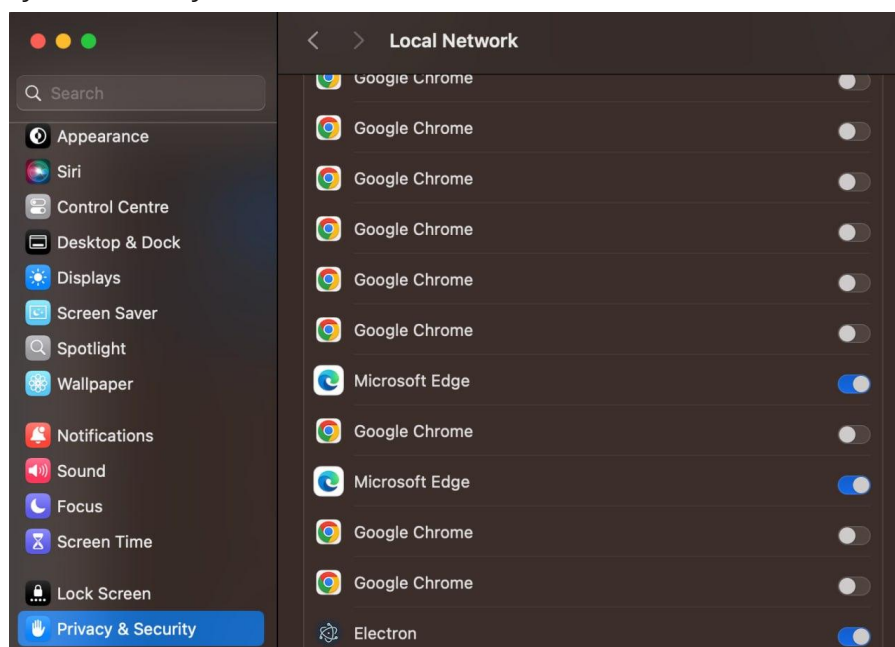 Local Network
Search
Appearance
Siri
Control Centre
Desktop & Dock
Displays
Screen Saver
Spotlight
Wallpaper
Notifications
Sound
Focus
Screen Time
Lock Screen
Privacy & Security
Google Chrome
Google Chrome
Google Chrome
Google Chrome
Google Chrome
Google Chrome
Microsoft Edge
Google Chrome
Microsoft Edge
Google Chrome
Google Chrome
Electron